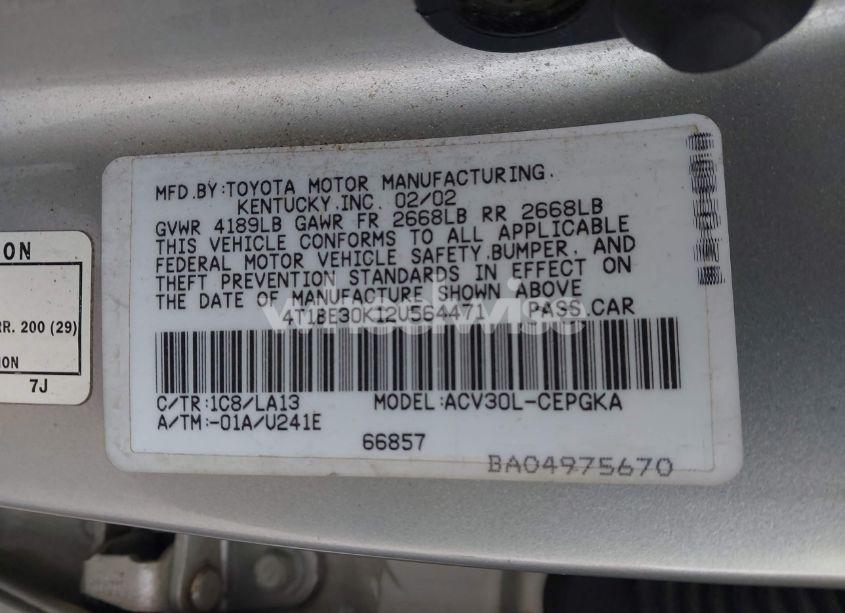 MFD.BY:TOYOTA MOTOR MANUFACTURING.
KENTUCKY.INC. 02/02
GVWR 4189LB GAWR FR 2668LB RR 2668LB
THIS VEHICLE CONFORMS TO ALL APPLICABLE
FEDERAL MOTOR VEHICLE SAFETY.BUMPER, AND
THEFT PREVENTION STANDARDS IN EFFECT ON
THE DATE OF MANUFACTURE SHOWN ABOVE
4T1BE30K12U564471 PASS.CAR
wheelwise
C/TR:1C8/LA13 MODEL:ACV30L-CEPGKA
A/TM:-01A/U241E
66857
BA04975670
ON
RR. 200 (29)
ION
7J